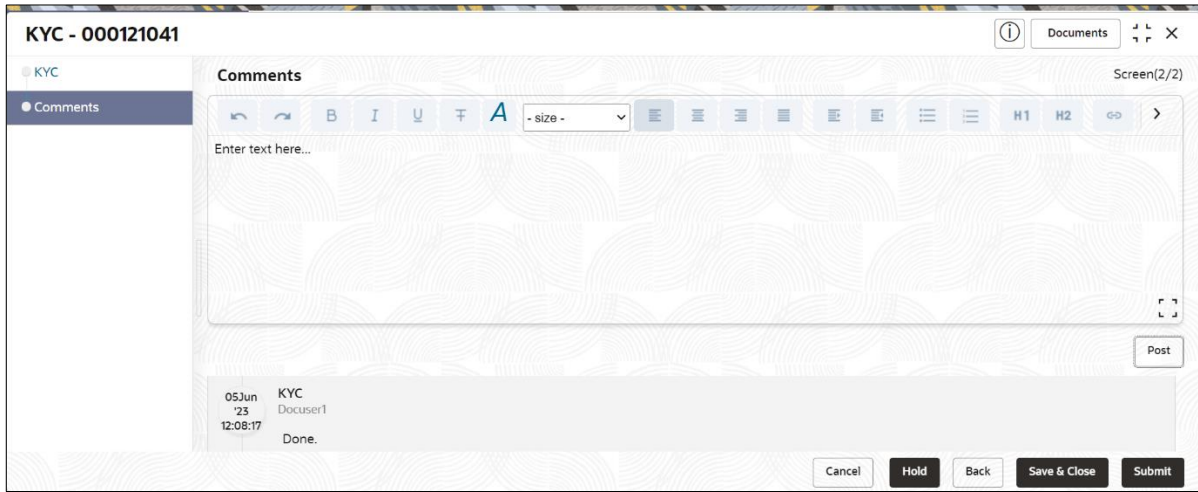 KYC - 000121041
Documents
KYC
Comments
Comments
Screen(2/2)
B I U T A - size - H1 H2
Enter text here...
Post
05Jun
'23
12:08:17
KYC
Docuser1
Done.
Cancel Hold Back Save & Close Submit